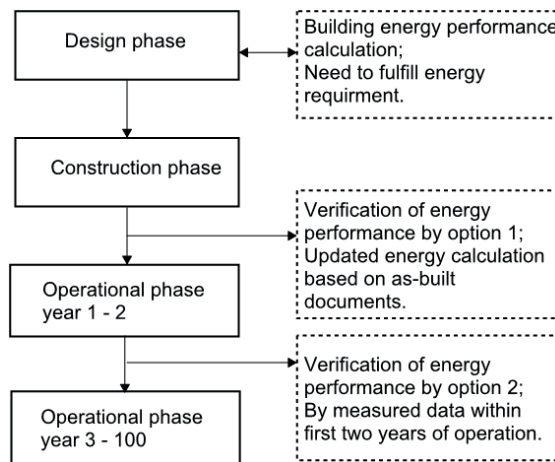 Design phase
Building energy performance
calculation;
Need to fulfill energy
requirment.
Construction phase
Verification of energy
performance by option 1;
Updated energy calculation
based on as-built
documents.
Operational phase
year 1 - 2
Verification of energy
performance by option 2;
By measured data within
first two years of operation.
Operational phase
year 3 - 100